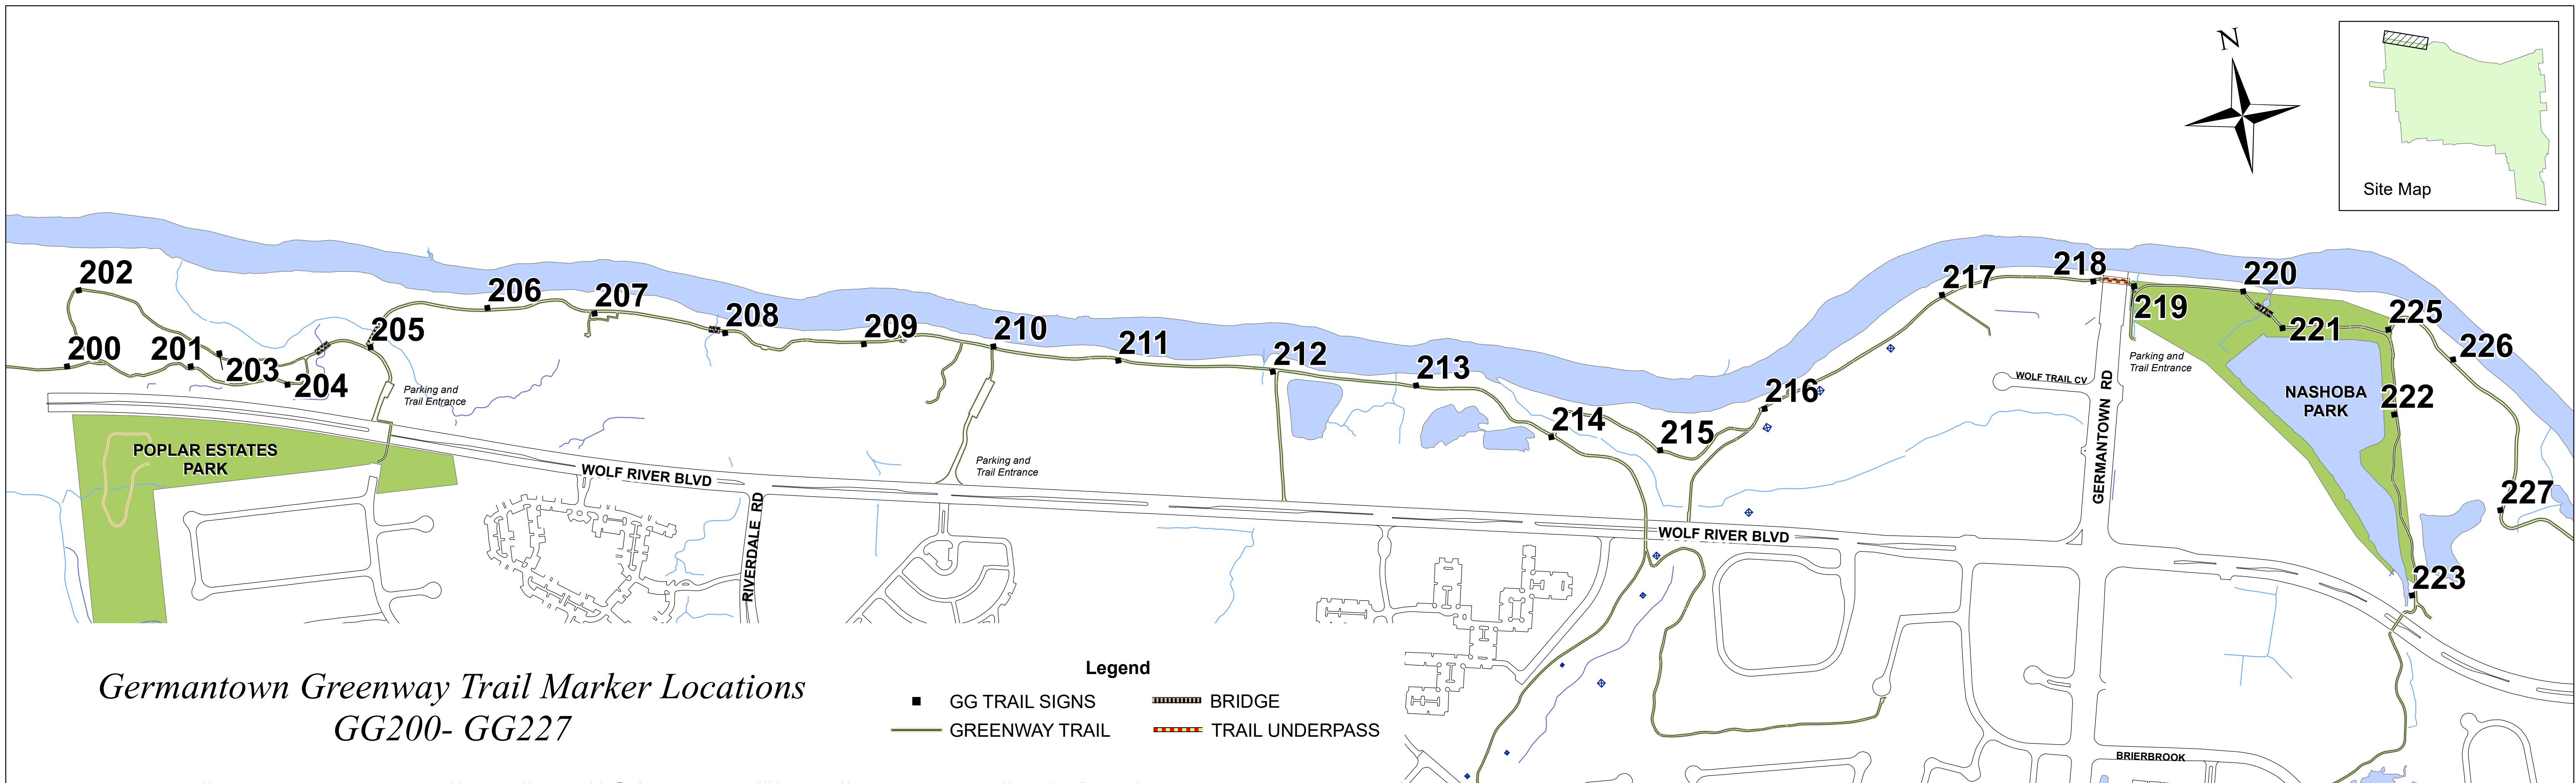 N
Site Map
202
206
207
208
205
200
201
203
204
209
210
211
212
213
214
215
216
217
218
219
220
221
225
226
222
227
223
Parking and
Trail Entrance
Parking and
Trail Entrance
Parking and
Trail Entrance
WOLF TRAIL CV
GERMANTOWN RD
NASHOBA
PARK
POPLAR ESTATES
PARK
WOLF RIVER BLVD
RIVERDALE RD
WOLF RIVER BLVD
BRIERBROOK
Germantown Greenway Trail Marker Locations
GG200- GG227
Legend
GG TRAIL SIGNS
BRIDGE
GREENWAY TRAIL
TRAIL UNDERPASS